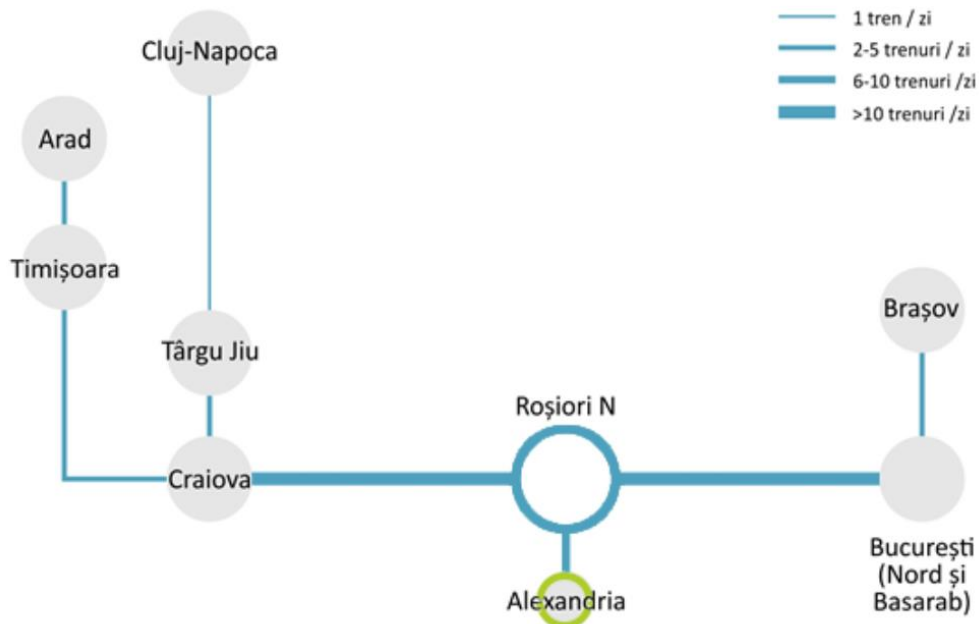 1 tren / zi
2-5 trenuri / zi
6-10 trenuri /zi
>10 trenuri /zi
Cluj-Napoca
Arad
Timișoara
Târgu Jiu
Brașov
Roșiori N
Craiova
București
(Nord și
Basarab)
Alexandria